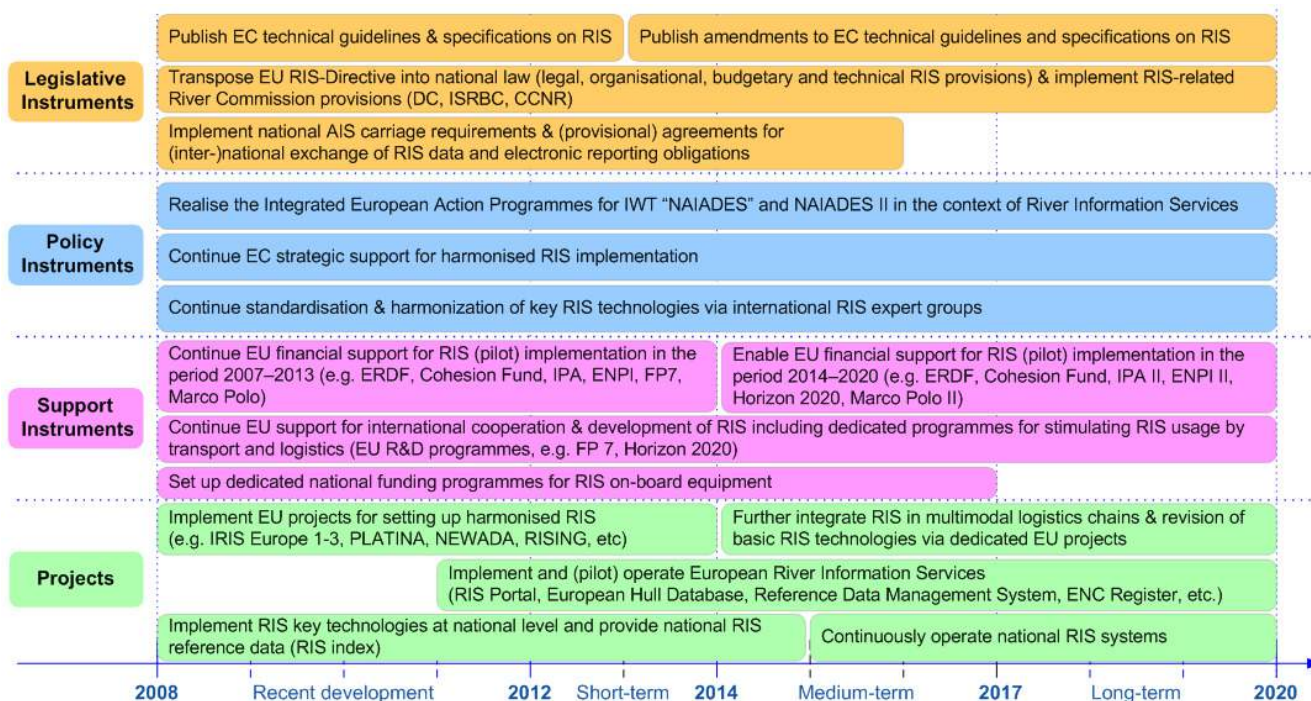 Legislative
Instruments
Publish EC technical guidelines & specifications on RIS
Publish amendments to EC technical guidelines and specifications on RIS
Transpose EU RIS-Directive into national law (legal, organisational, budgetary and technical RIS provisions) & implement RIS-related
River Commission provisions (DC, ISRBC, CCNR)
Implement national AIS carriage requirements & (provisional) agreements for
(inter-)national exchange of RIS data and electronic reporting obligations
Policy
Instruments
Realise the Integrated European Action Programmes for IWT “NAIADES” and NAIADES II in the context of River Information Services
Continue EC strategic support for harmonised RIS implementation
Continue standardisation & harmonization of key RIS technologies via international RIS expert groups
Support
Instruments
Continue EU financial support for RIS (pilot) implementation in the
period 2007–2013 (e.g. ERDF, Cohesion Fund, IPA, ENPI, FP7,
Marco Polo)
Enable EU financial support for RIS (pilot) implementation in the
period 2014–2020 (e.g. ERDF, Cohesion Fund, IPA II, ENPI II,
Horizon 2020, Marco Polo II)
Continue EU support for international cooperation & development of RIS including dedicated programmes for stimulating RIS usage by
transport and logistics (EU R&D programmes, e.g. FP 7, Horizon 2020)
Set up dedicated national funding programmes for RIS on-board equipment
Projects
Implement EU projects for setting up harmonised RIS
(e.g. IRIS Europe 1-3, PLATINA, NEWADA, RISING, etc)
Further integrate RIS in multimodal logistics chains & revision of
basic RIS technologies via dedicated EU projects
Implement and (pilot) operate European River Information Services
(RIS Portal, European Hull Database, Reference Data Management System, ENC Register, etc.)
Implement RIS key technologies at national level and provide national RIS
reference data (RIS index)
Continuously operate national RIS systems
2008 Recent development 2012 Short-term 2014 Medium-term 2017 Long-term 2020